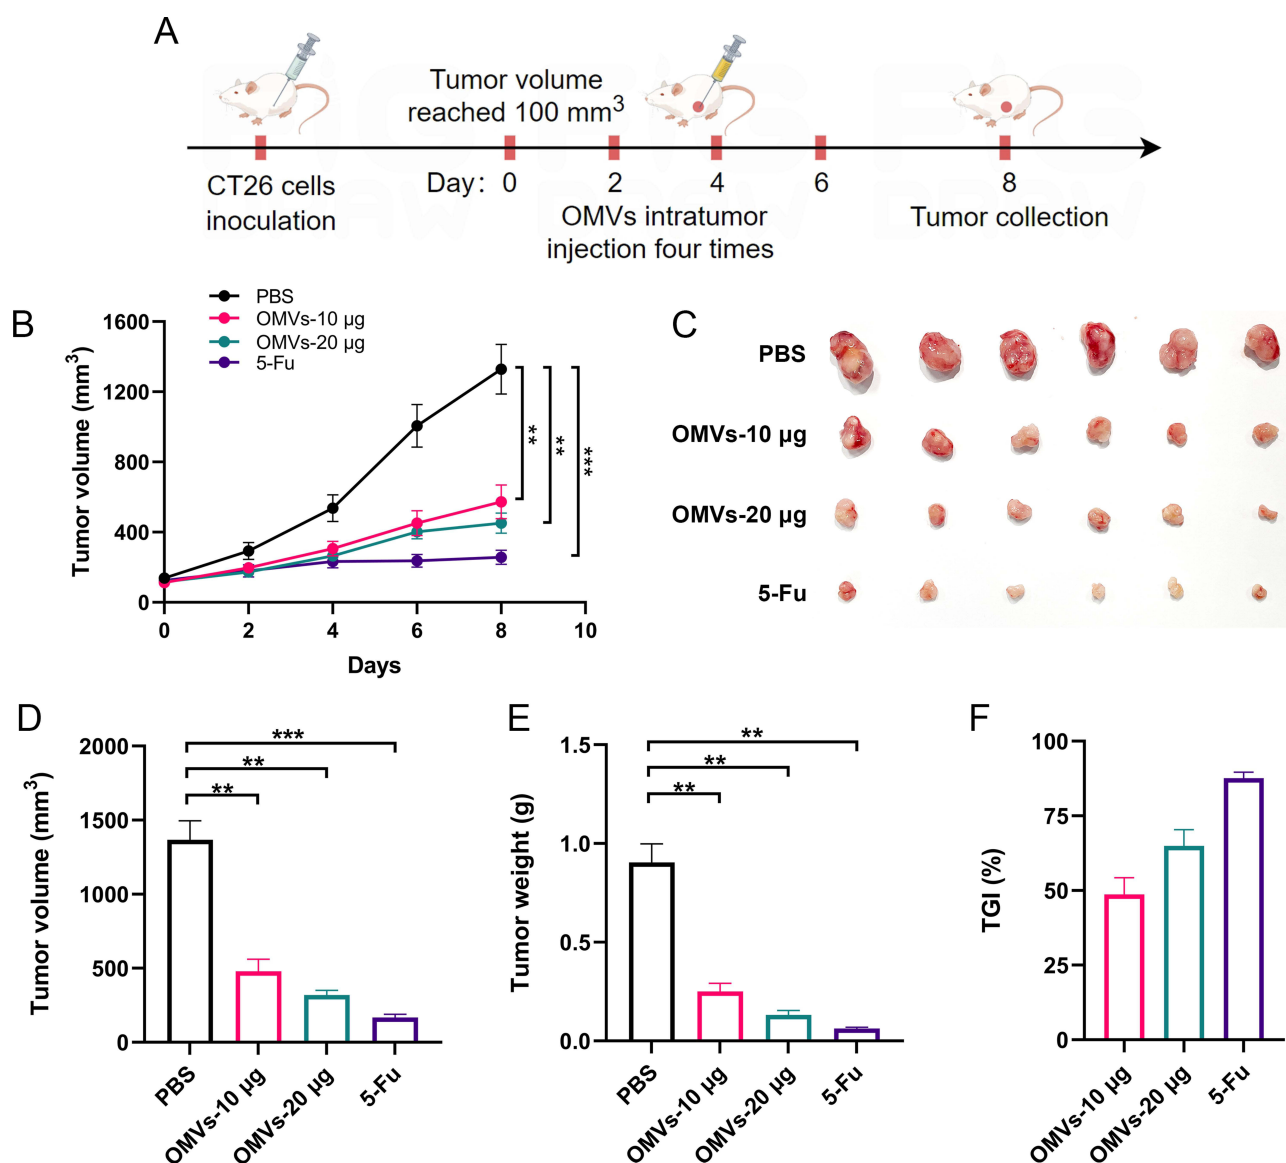 A
Tumor volume
reached 100 mm³
Day: 0 2 4 6 8
CT26 cells
inoculation
OMVs intratumor
injection four times
Tumor collection
B
PBS
OMVs-10 µg
OMVs-20 µg
5-Fu
Tumor volume (mm³)
1600
1200
800
400
0
0 2 4 6 8 10
Days
**
**
***
C
PBS
OMVs-10 µg
OMVs-20 µg
5-Fu
D
Tumor volume (mm³)
2000
1500
1000
500
0
***
**
**
PBS
OMVs-10 µg
OMVs-20 µg
5-Fu
E
Tumor weight (g)
1.5
1.0
0.5
0.0
**
**
**
PBS
OMVs-10 µg
OMVs-20 µg
5-Fu
F
TGI (%)
100
75
50
25
0
OMVs-10 µg
OMVs-20 µg
5-Fu